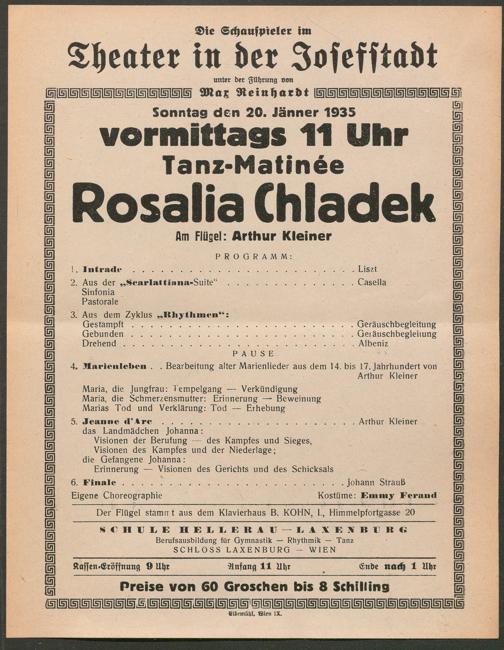 Die Schauspieler im
Theater in der Josefstadt
unter der Führung von
Max Reinhardt
Sonntag den 20. Jänner 1935
vormittags 11 Uhr
Tanz-Matinée
Rosalia Chladek
Am Flügel: Arthur Kleiner
PROGRAMM:
1. Intrade . . . . . . . . . . . . . . . . . . . . Liszt
2. Aus der „Scarlattiana-Suite“ . . . . . . . . . . . . Casella
Sinfonia
Pastorale
3. Aus dem Zyklus „Rhythmen“:
Gestampft . . . . . . . . . . . . . . . . . . . . Geräuschbegleitung
Gebunden . . . . . . . . . . . . . . . . . . . . Geräuschbegleitung
Drehend . . . . . . . . . . . . . . . . . . . . Albeniz
PAUSE
4. Marienleben . . Bearbeitung alter Marienlieder aus dem 14. bis 17. Jahrhundert von
Arthur Kleiner
Maria, die Jungfrau: Tempelgang — Verkündigung
Maria, die Schmerzensmutter: Erinnerung — Beweinung
Marias Tod und Verklärung: Tod — Erhebung
5. Jeanne d'Arc . . . . . . . . . . . . . . . . . . Arthur Kleiner
das Landmädchen Johanna:
Visionen der Berufung — des Kampfes und Sieges,
Visionen des Kampfes und der Niederlage;
die Gefangene Johanna:
Erinnerung — Visionen des Gerichts und des Schicksals
6. Finale . . . . . . . . . . . . . . . . . . . . Johann Strauß
Eigene Choreographie Kostüme: Emmy Ferand
Der Flügel stammt aus dem Klavierhaus B. KOHN, I., Himmelpfortgasse 20
SCHULE HELLERAU — LAXENBURG
Berufsausbildung für Gymnastik — Rhythmik — Tanz
SCHLOSS LAXENBURG — WIEN
Kassen-Eröffnung 9 Uhr Anfang 11 Uhr Ende nach 1 Uhr
Preise von 60 Groschen bis 8 Schilling
Elbemühl, Wien IX.